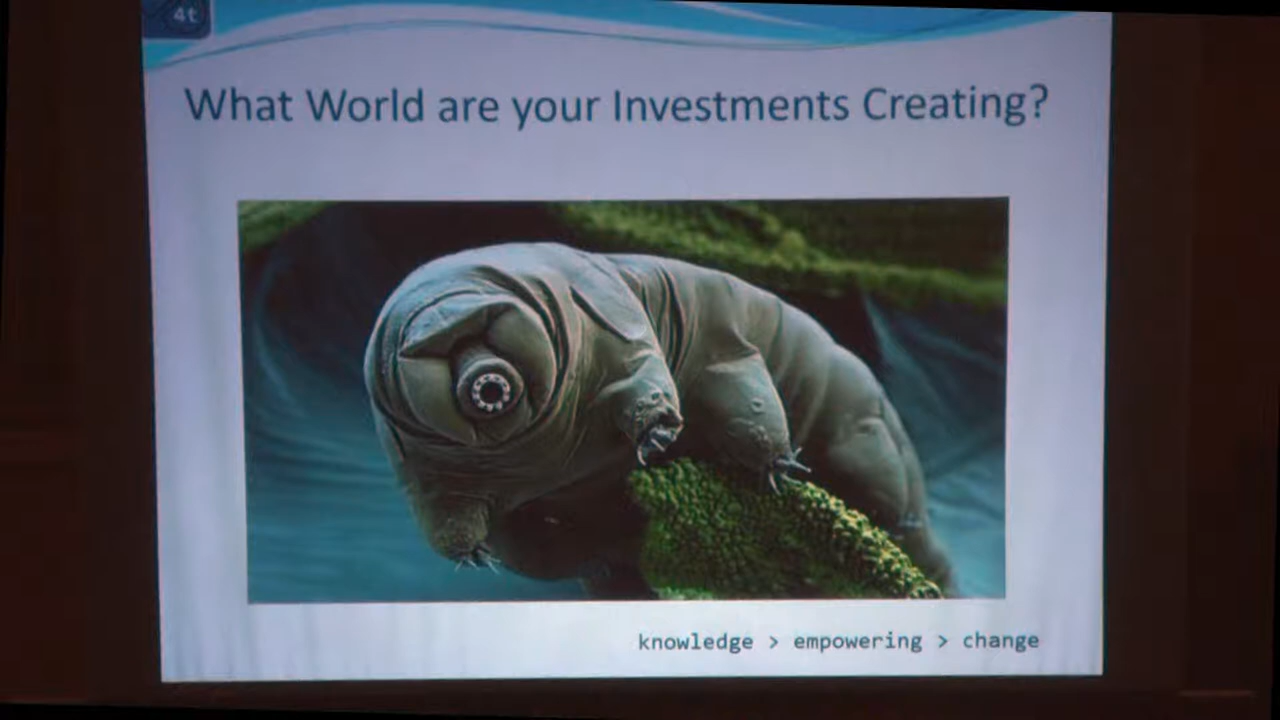 4t
What World are your Investments Creating?
knowledge > empowering > change